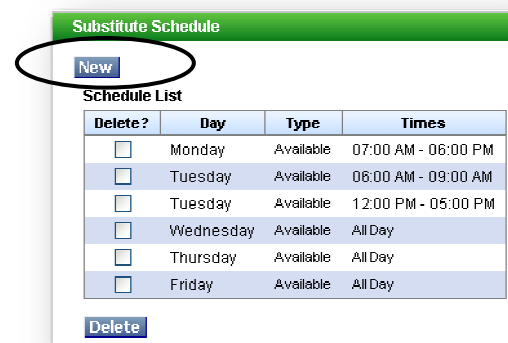 Substitute Schedule
New
Schedule List
Delete? Day Type Times
Monday Available 07:00 AM - 06:00 PM
Tuesday Available 06:00 AM - 09:00 AM
Tuesday Available 12:00 PM - 05:00 PM
Wednesday Available All Day
Thursday Available All Day
Friday Available All Day
Delete